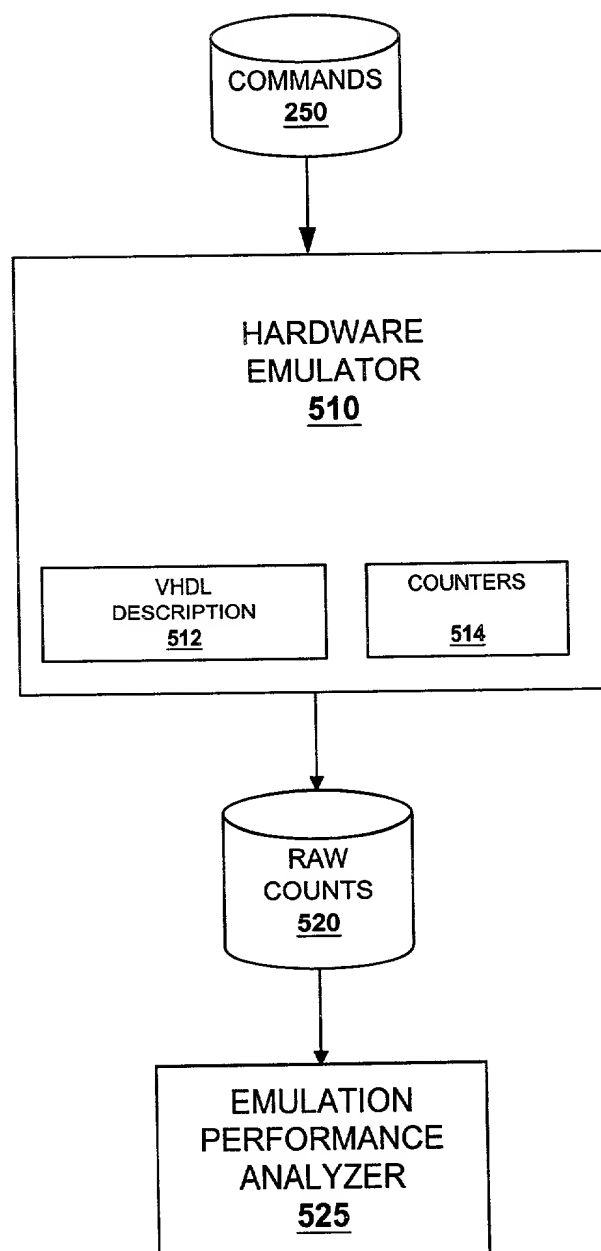 COMMANDS
250
HARDWARE
EMULATOR
510
VHDL
DESCRIPTION
512
COUNTERS
514
RAW
COUNTS
520
EMULATION
PERFORMANCE
ANALYZER
525